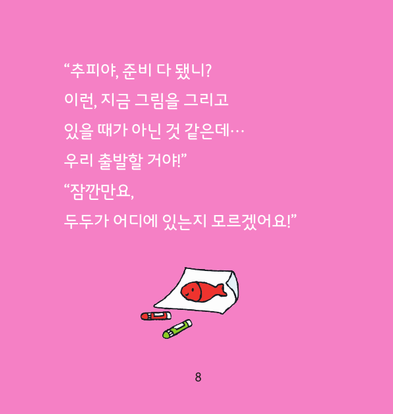 “추피야, 준비 다 됐니?
이런, 지금 그림을 그리고
있을 때가 아닌 것 같은데…
우리 출발할 거야!”
“잠깐만요,
두두가 어디에 있는지 모르겠어요!”
8